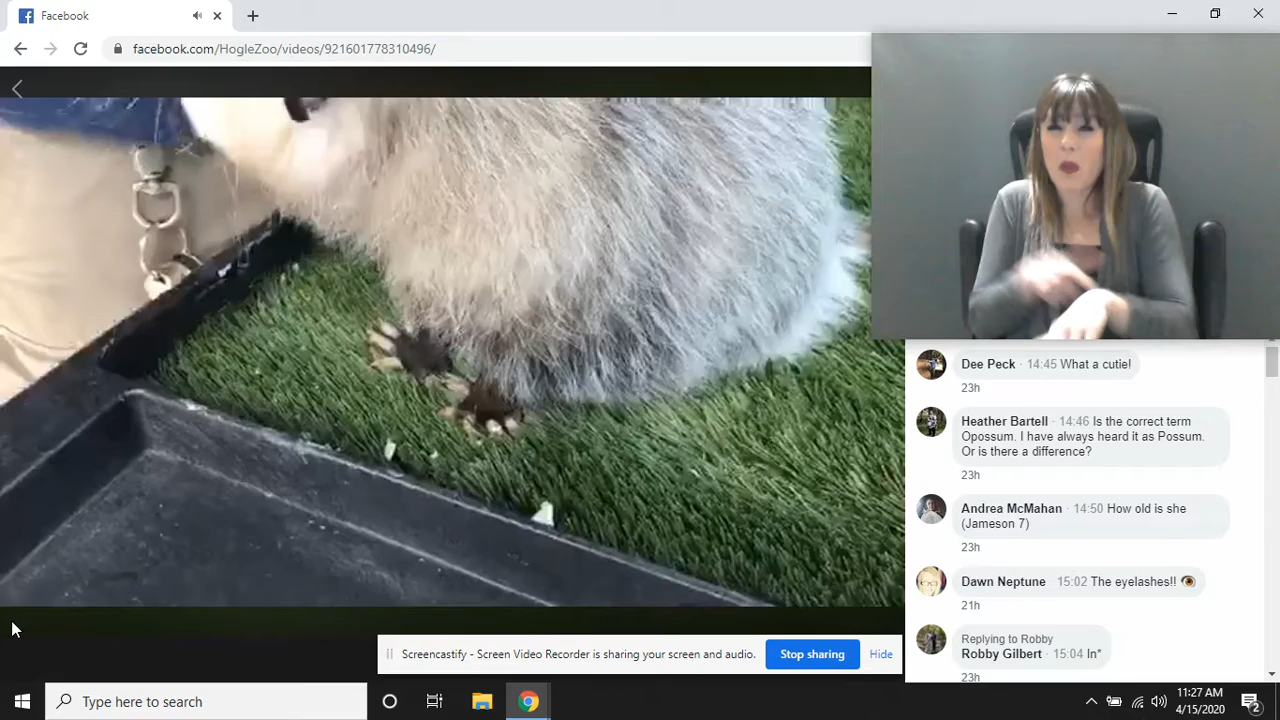 Facebook
facebook.com/HogleZoo/videos/921601778310496/
Dee Peck · 14:45 What a cutie!
23h
Heather Bartell · 14:46 Is the correct term
Opossum. I have always heard it as Possum.
Or is there a difference?
23h
Andrea McMahan · 14:50 How old is she
(Jameson 7)
23h
Dawn Neptune · 15:02 The eyelashes!! 👁
21h
Replying to Robby
Robby Gilbert · 15:04 In*
23h
Screencastify - Screen Video Recorder is sharing your screen and audio.
Stop sharing
Hide
Type here to search
11:27 AM
4/15/2020
2